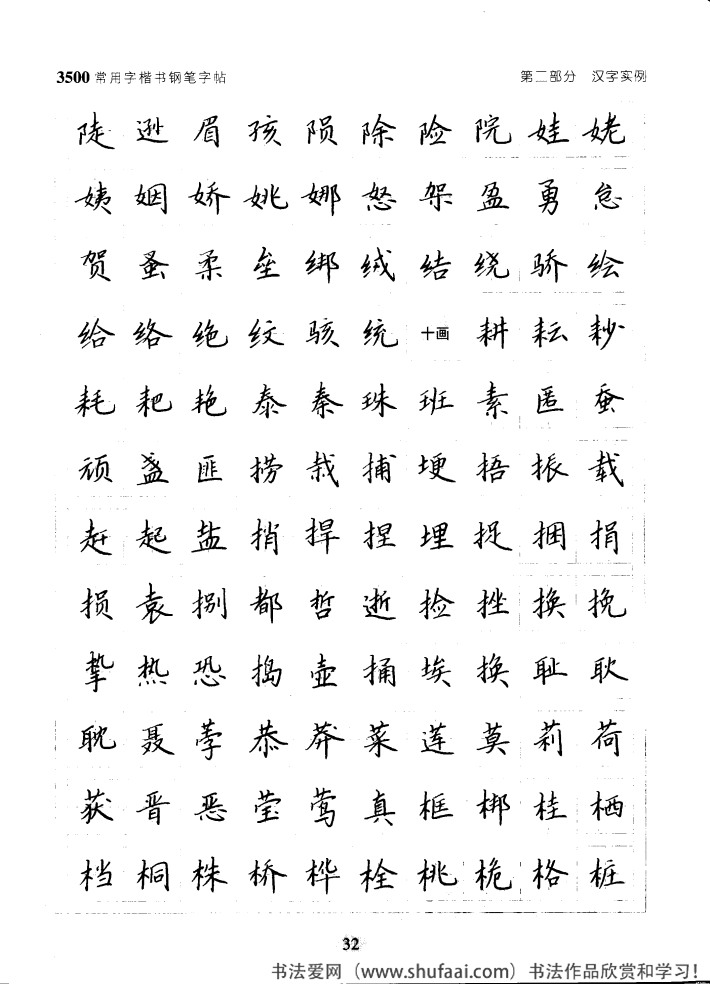 3500常用字楷书钢笔字帖 第二部分 汉字实例
陡 逊 眉 孩 陨 除 险 院 娃 姥
姨 姻 娇 姚 娜 怒 架 盈 勇 怠
贺 蚤 柔 垒 绑 绒 结 绕 骄 绘
给 络 绝 纹 骇 统 十画 耕 耘 耖
耗 耙 艳 泰 秦 珠 班 素 匿 蚕
顽 盏 匪 捞 栽 捕 埂 捂 振 载
赶 起 盐 捎 捍 捏 埋 捉 捆 捐
损 袁 捌 都 哲 逝 捡 挫 换 挽
挚 热 恐 捣 壶 捅 埃 换 耻 耿
耽 聂 莩 恭 莽 菜 莲 莫 莉 荷
获 晋 恶 莹 莺 真 框 梆 桂 栖
档 桐 株 桥 桦 栓 桃 桅 格 桩
32
书法爱网（www.shufaai.com）书法作品欣赏和学习！